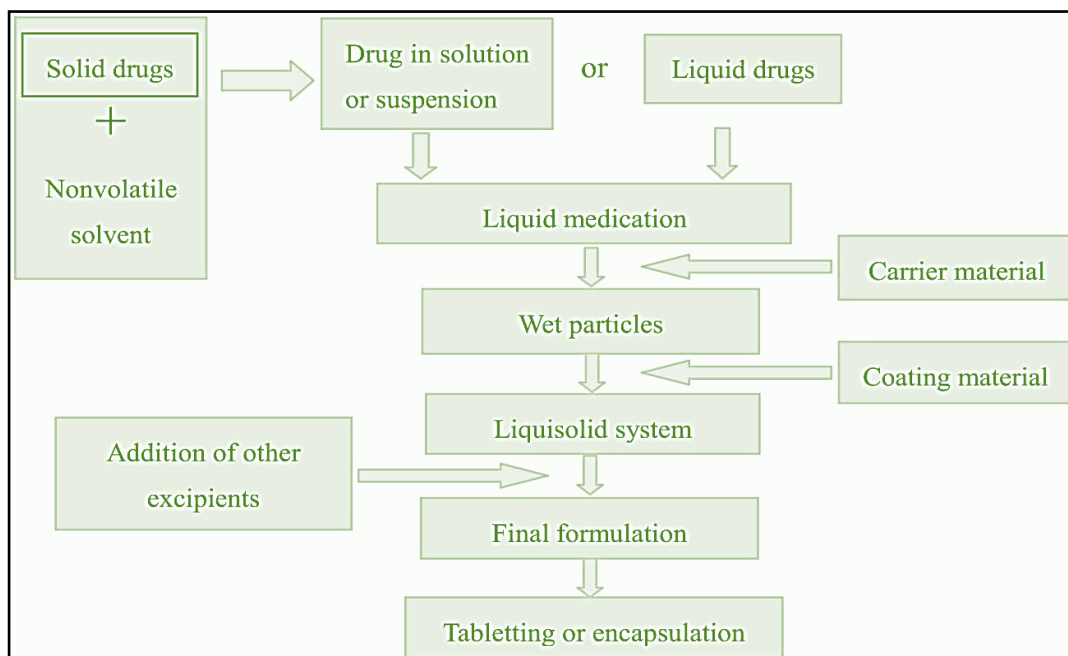 Solid drugs
+
Nonvolatile
solvent
Drug in solution
or suspension
or
Liquid drugs
Liquid medication
Carrier material
Wet particles
Coating material
Liquisolid system
Addition of other
excipients
Final formulation
Tabletting or encapsulation